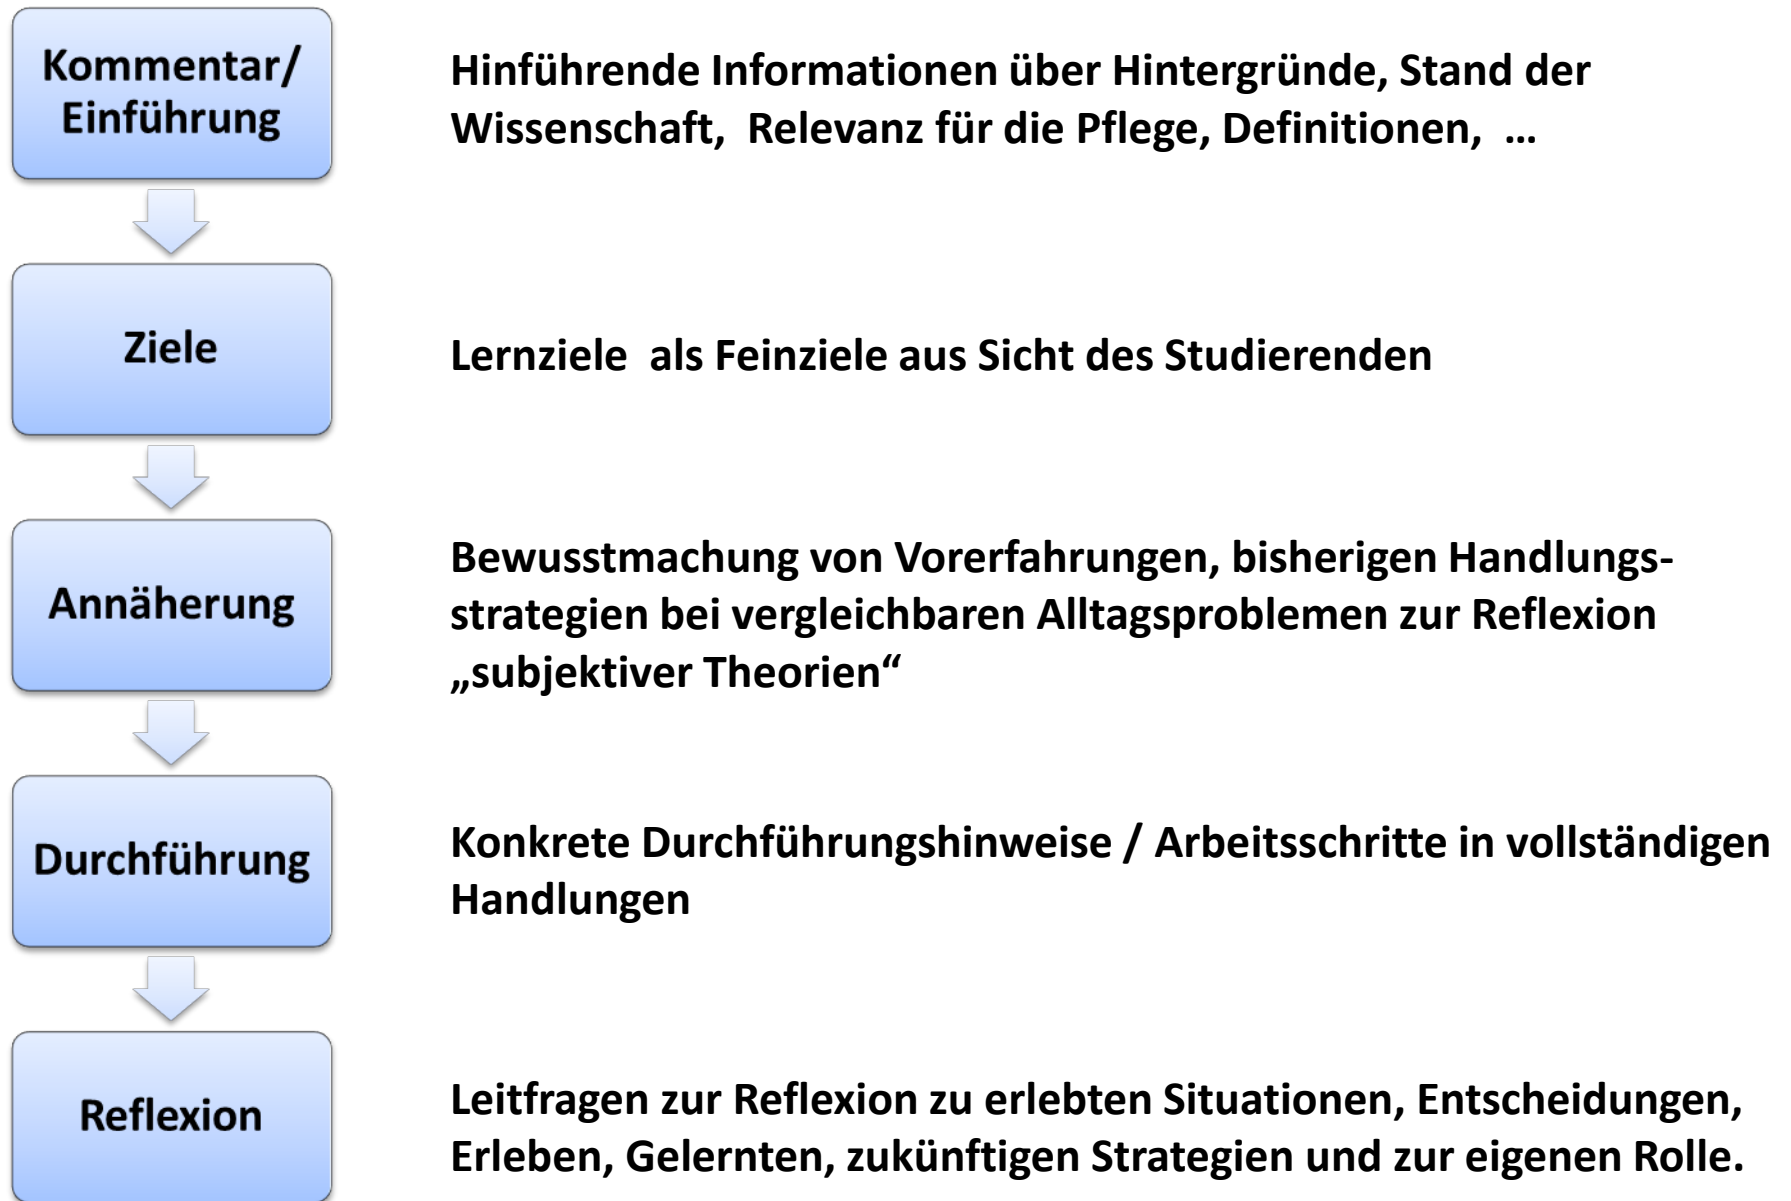 Kommentar/
Einführung
Hinführende Informationen über Hintergründe, Stand der
Wissenschaft,  Relevanz für die Pflege, Definitionen,  …
Ziele
Lernziele  als Feinziele aus Sicht des Studierenden
Annäherung
Bewusstmachung von Vorerfahrungen, bisherigen Handlungs-
strategien bei vergleichbaren Alltagsproblemen zur Reflexion
„subjektiver Theorien“
Durchführung
Konkrete Durchführungshinweise / Arbeitsschritte in vollständigen
Handlungen
Reflexion
Leitfragen zur Reflexion zu erlebten Situationen, Entscheidungen,
Erleben, Gelernten, zukünftigen Strategien und zur eigenen Rolle.